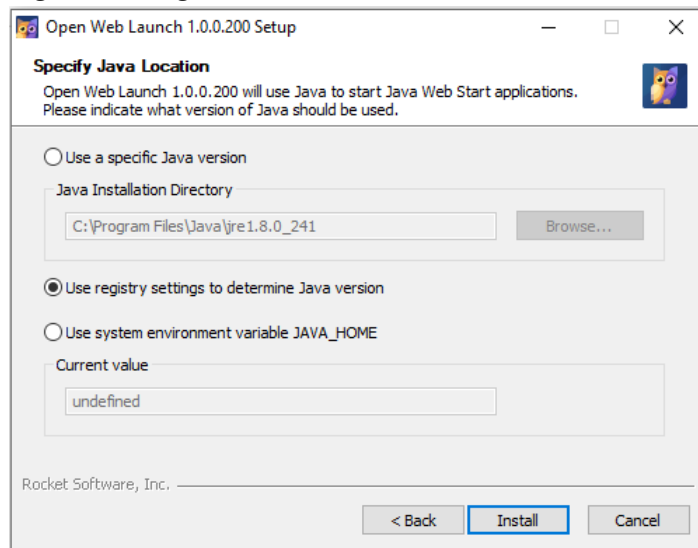 Open Web Launch 1.0.0.200 Setup
Specify Java Location
Open Web Launch 1.0.0.200 will use Java to start Java Web Start applications.
Please indicate what version of Java should be used.
Use a specific Java version
Java Installation Directory
C:\Program Files\Java\jre1.8.0_241
Browse...
Use registry settings to determine Java version
Use system environment variable JAVA_HOME
Current value
undefined
Rocket Software, Inc.
< Back
Install
Cancel